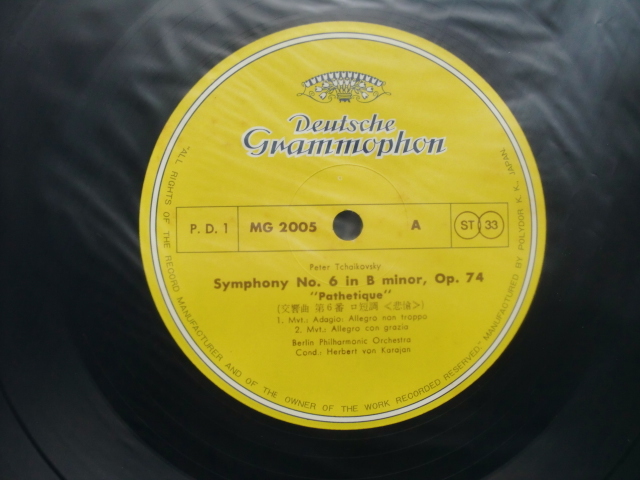 Deutsche
Grammophon
P. D. 1 MG 2005 A ST 33
Peter Tchaikovsky
Symphony No. 6 in B minor, Op. 74
"Pathetique"
(交響曲 第6番 ロ短調 <悲愴>)
1. Mvt.: Adagio: Allegro non troppo
2. Mvt.: Allegro con grazia
Berlin Philharmonic Orchestra
Cond.: Herbert von Karajan
"ALL RIGHTS OF THE RECORD MANUFACTURER AND OF THE OWNER OF THE WORK RECORDED RESERVED." MANUFACTURED BY POLYDOR K. K., JAPAN